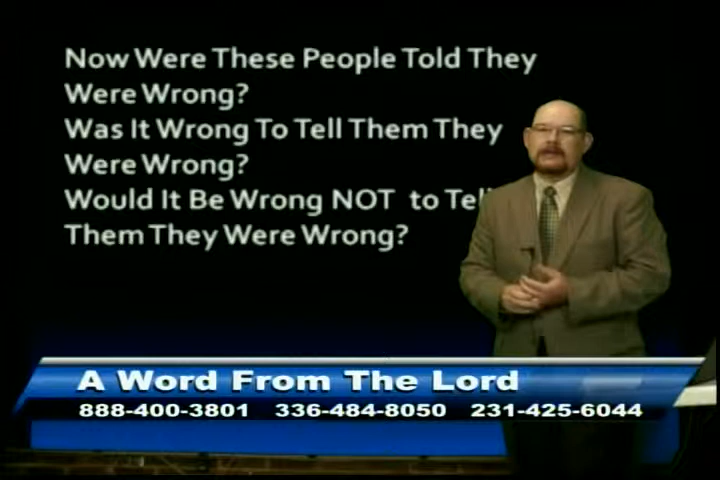 Now Were These People Told They
Were Wrong?
Was It Wrong To Tell Them They
Were Wrong?
Would It Be Wrong NOT to Tell
Them They Were Wrong?
A Word From The Lord
888-400-3801 336-484-8050 231-425-6044